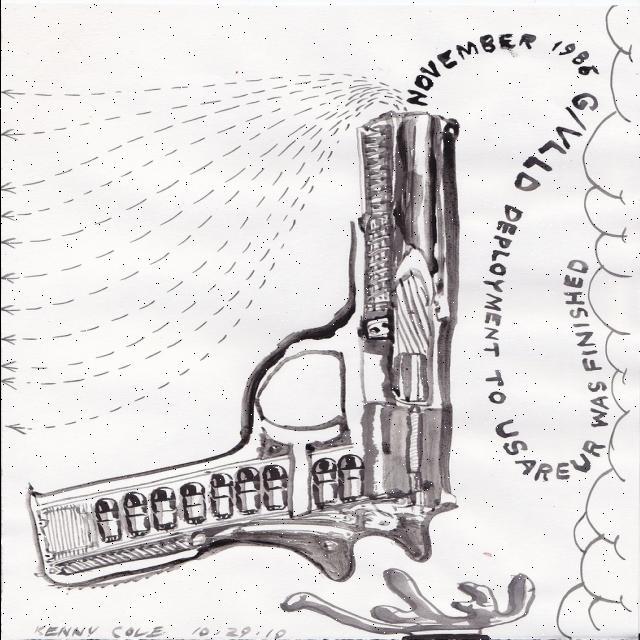 NOVEMBER 1986 G/VLLD DEPLOYMENT TO USAREUR WAS FINISHED
KENNY COLE 10.29.10